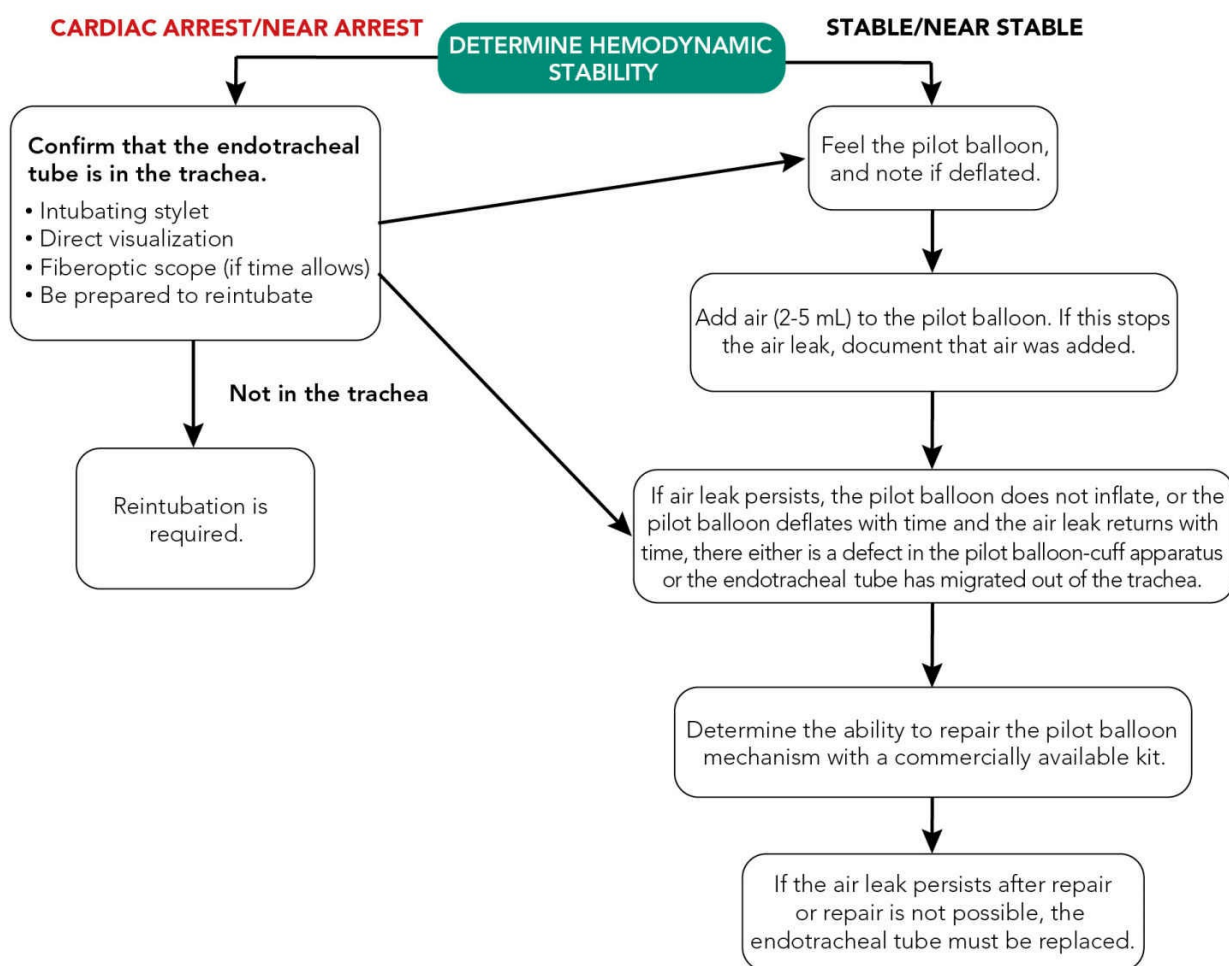 CARDIAC ARREST/NEAR ARREST
DETERMINE HEMODYNAMIC
STABILITY
STABLE/NEAR STABLE
Confirm that the endotracheal
tube is in the trachea.
• Intubating stylet
• Direct visualization
• Fiberoptic scope (if time allows)
• Be prepared to reintubate
Not in the trachea
Reintubation is
required.
Feel the pilot balloon,
and note if deflated.
Add air (2-5 mL) to the pilot balloon. If this stops
the air leak, document that air was added.
If air leak persists, the pilot balloon does not inflate, or the
pilot balloon deflates with time and the air leak returns with
time, there either is a defect in the pilot balloon-cuff apparatus
or the endotracheal tube has migrated out of the trachea.
Determine the ability to repair the pilot balloon
mechanism with a commercially available kit.
If the air leak persists after repair
or repair is not possible, the
endotracheal tube must be replaced.